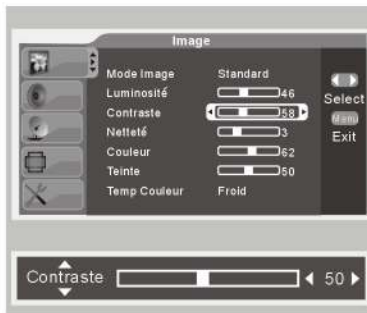 Image
Mode Image Standard
Luminosité 46
Contraste 58
Netteté 3
Couleur 62
Teinte 50
Temp Couleur Froid
Select
Menu
Exit
Contraste 50